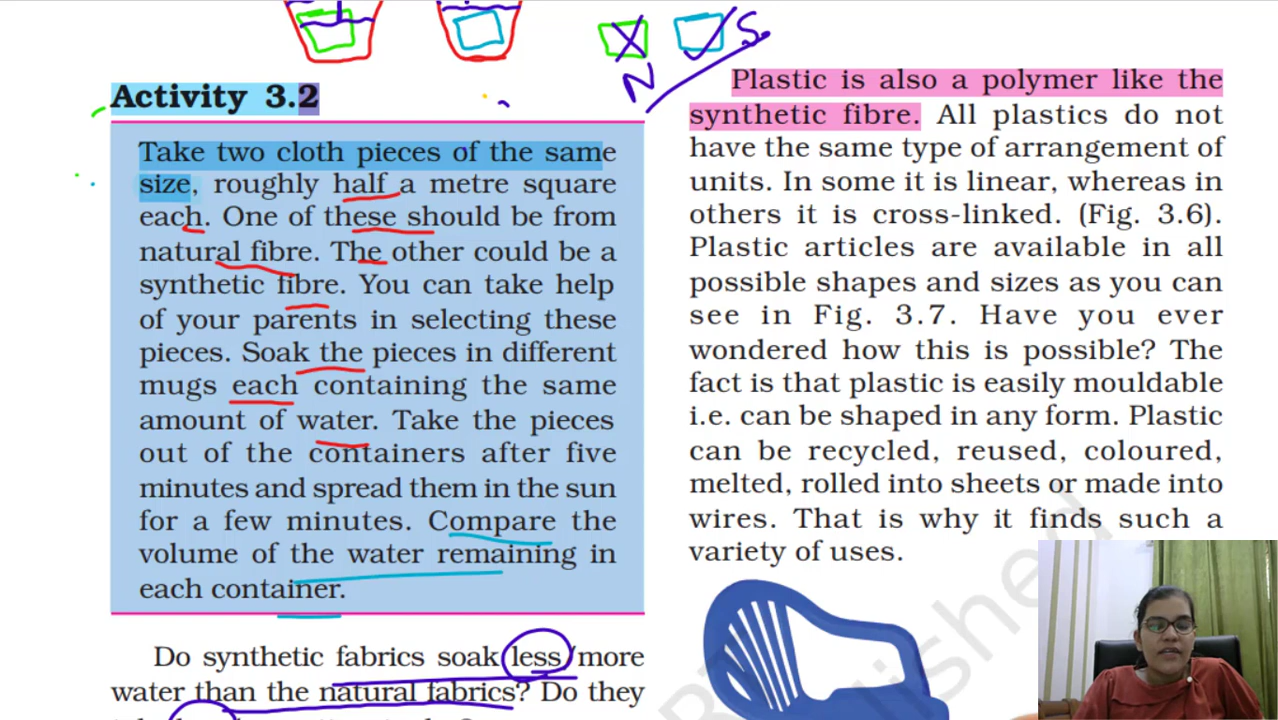 N
S.
Activity 3.2
Take two cloth pieces of the same
size, roughly half a metre square
each. One of these should be from
natural fibre. The other could be a
synthetic fibre. You can take help
of your parents in selecting these
pieces. Soak the pieces in different
mugs each containing the same
amount of water. Take the pieces
out of the containers after five
minutes and spread them in the sun
for a few minutes. Compare the
volume of the water remaining in
each container.
Do synthetic fabrics soak less/more
water than the natural fabrics? Do they
Plastic is also a polymer like the
synthetic fibre. All plastics do not
have the same type of arrangement of
units. In some it is linear, whereas in
others it is cross-linked. (Fig. 3.6).
Plastic articles are available in all
possible shapes and sizes as you can
see in Fig. 3.7. Have you ever
wondered how this is possible? The
fact is that plastic is easily mouldable
i.e. can be shaped in any form. Plastic
can be recycled, reused, coloured,
melted, rolled into sheets or made into
wires. That is why it finds such a
variety of uses.